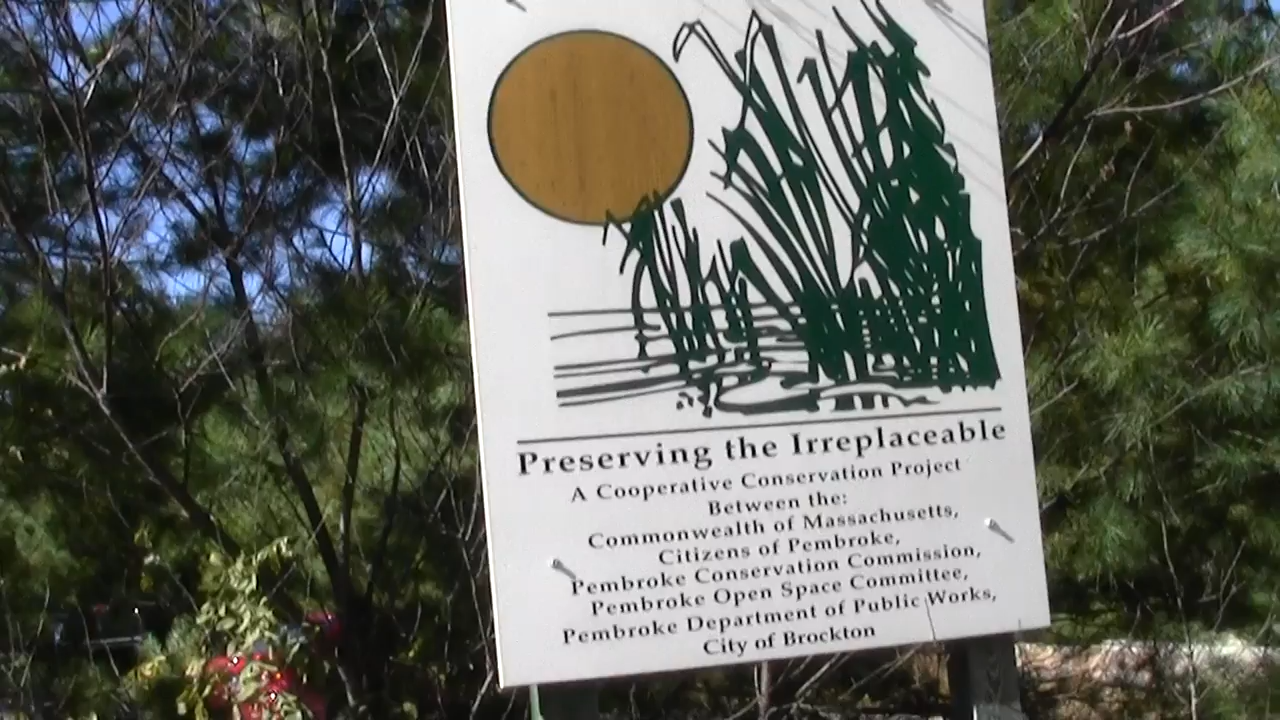 Preserving the Irreplaceable
A Cooperative Conservation Project
Between the:
Commonwealth of Massachusetts,
Citizens of Pembroke,
Pembroke Conservation Commission,
Pembroke Open Space Committee,
Pembroke Department of Public Works,
City of Brockton